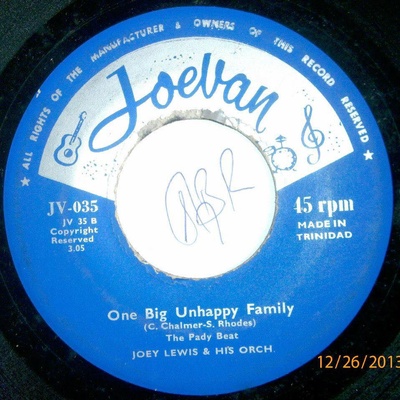 ★ ALL RIGHTS OF THE MANUFACTURER & OWNERS OF THIS RECORD RESERVED ★
Joevan
JV-035
JV 35 B
Copyright
Reserved
3.05
45 rpm
MADE IN
TRINIDAD
One Big Unhappy Family
(C. Chalmer-S. Rhodes)
The Pady Beat
JOEY LEWIS & HIS ORCH.
12/26/2013